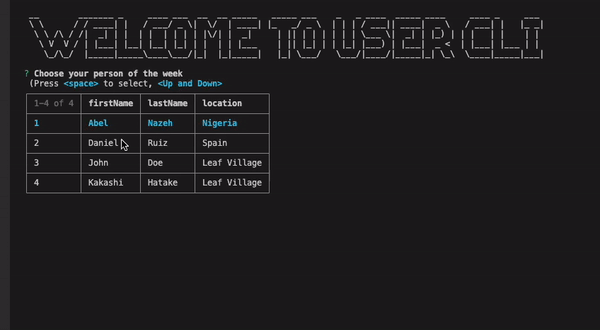 WELCOME TO USER CLI
? Choose your person of the week
(Press <space> to select, <Up and Down>
1-4 of 4 firstName lastName location
1 Abel Nazeh Nigeria
2 Daniel Ruiz Spain
3 John Doe Leaf Village
4 Kakashi Hatake Leaf Village